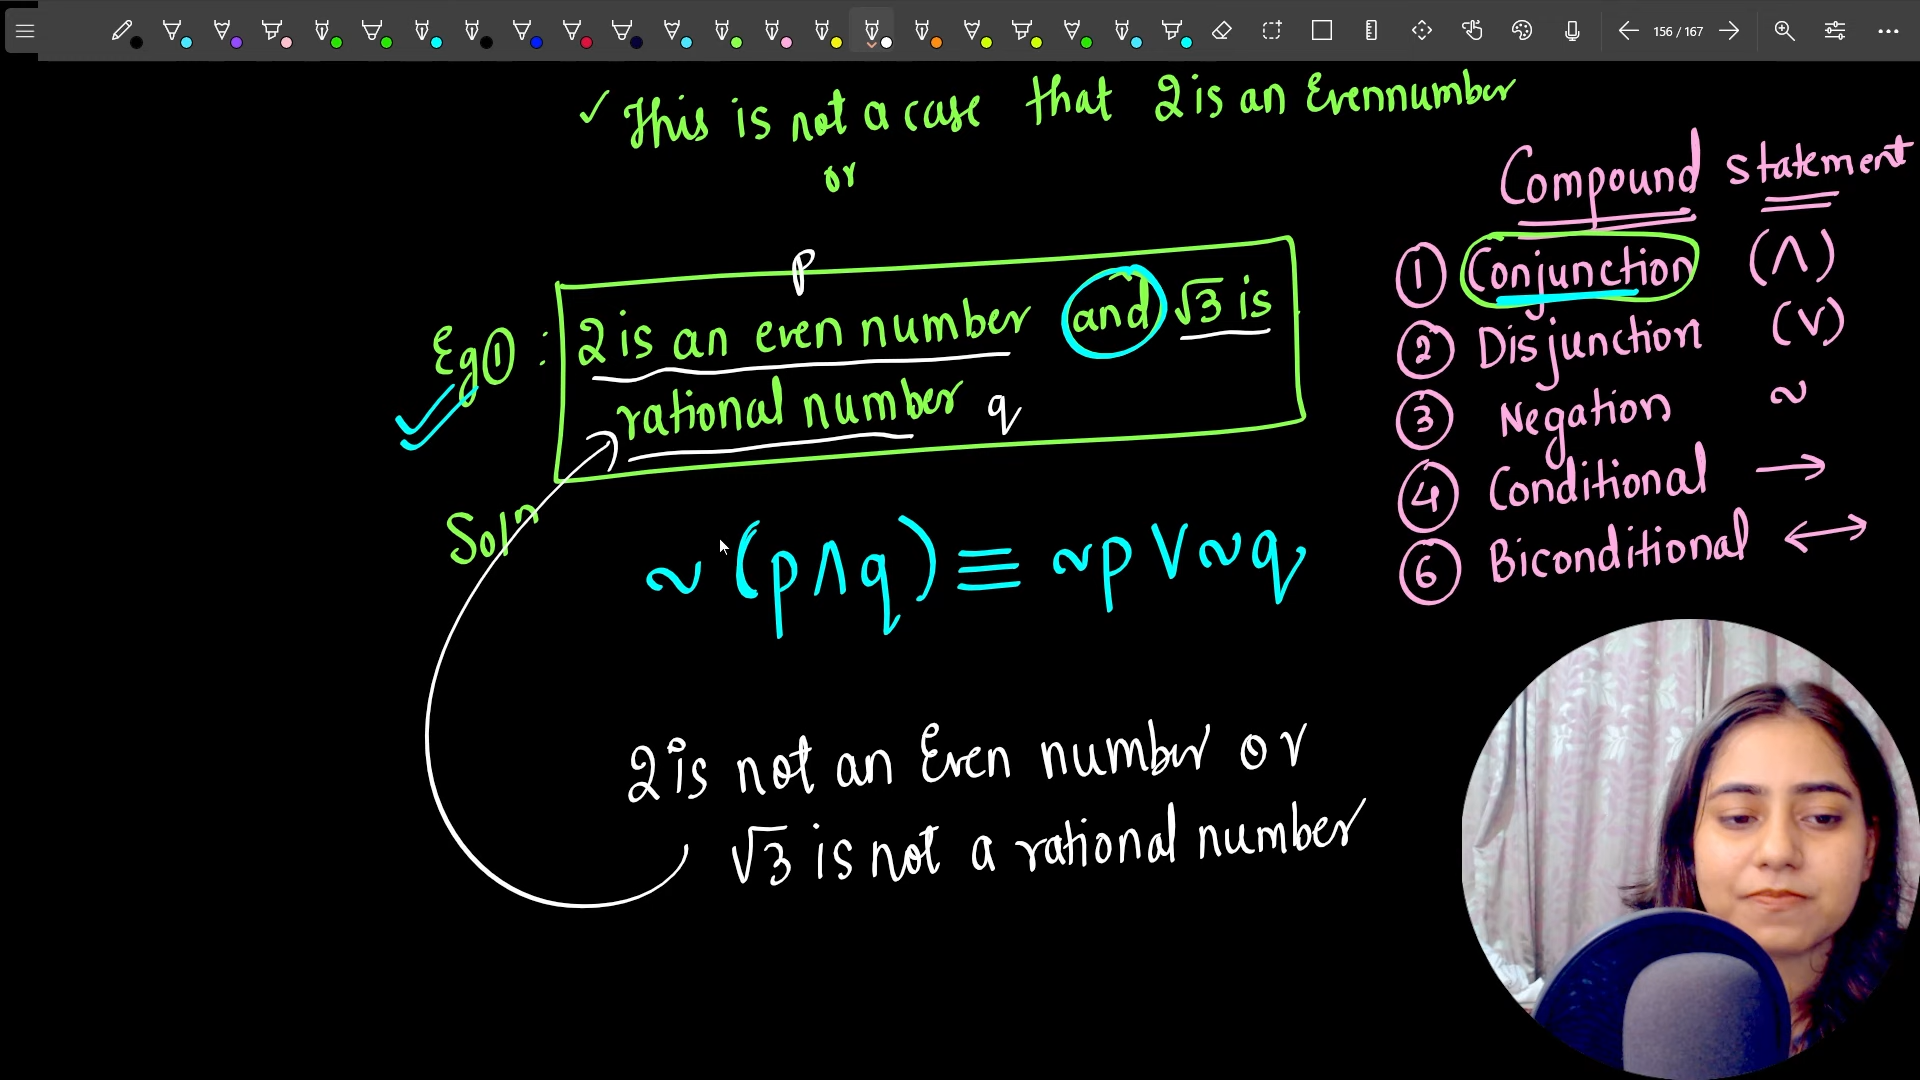 156 / 167
✓ This is not a case that 2 is an Evennumber
or
Compound statement
p
Eg① : 2 is an even number and √3 is
rational number q
① Conjunction (∧)
② Disjunction (∨)
③ Negation ~
④ Conditional →
⑥ Biconditional ↔
Solⁿ
~(p∧q) ≡ ~p∨~q
2 is not an Even number or
√3 is not a rational number